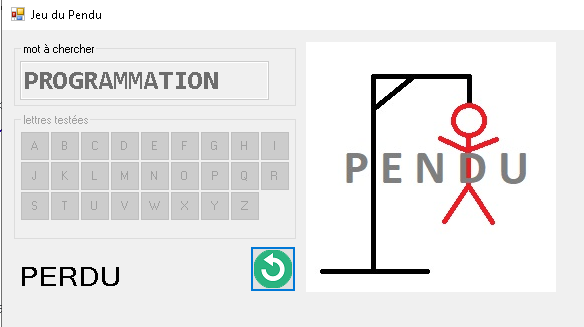 Jeu du Pendu
mot à chercher
PROGRAMMATION
lettres testées
A B C D E F G H I
J K L M N O P Q R
S T U V W X Y Z
PERDU
PENDU